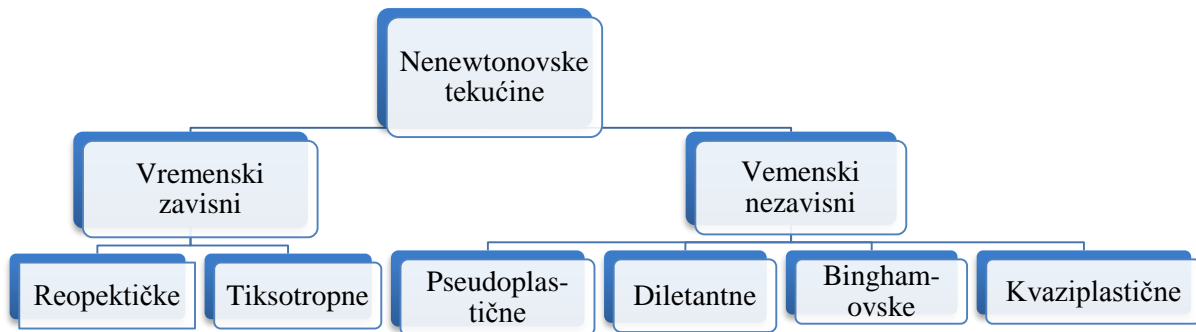 Nenewtonovske
tekućine
Vremenski
zavisni
Vemenski
nezavisni
Reopektičke
Tiksotropne
Pseudoplas-
tične
Diletantne
Bingham-
ovske
Kvaziplastične